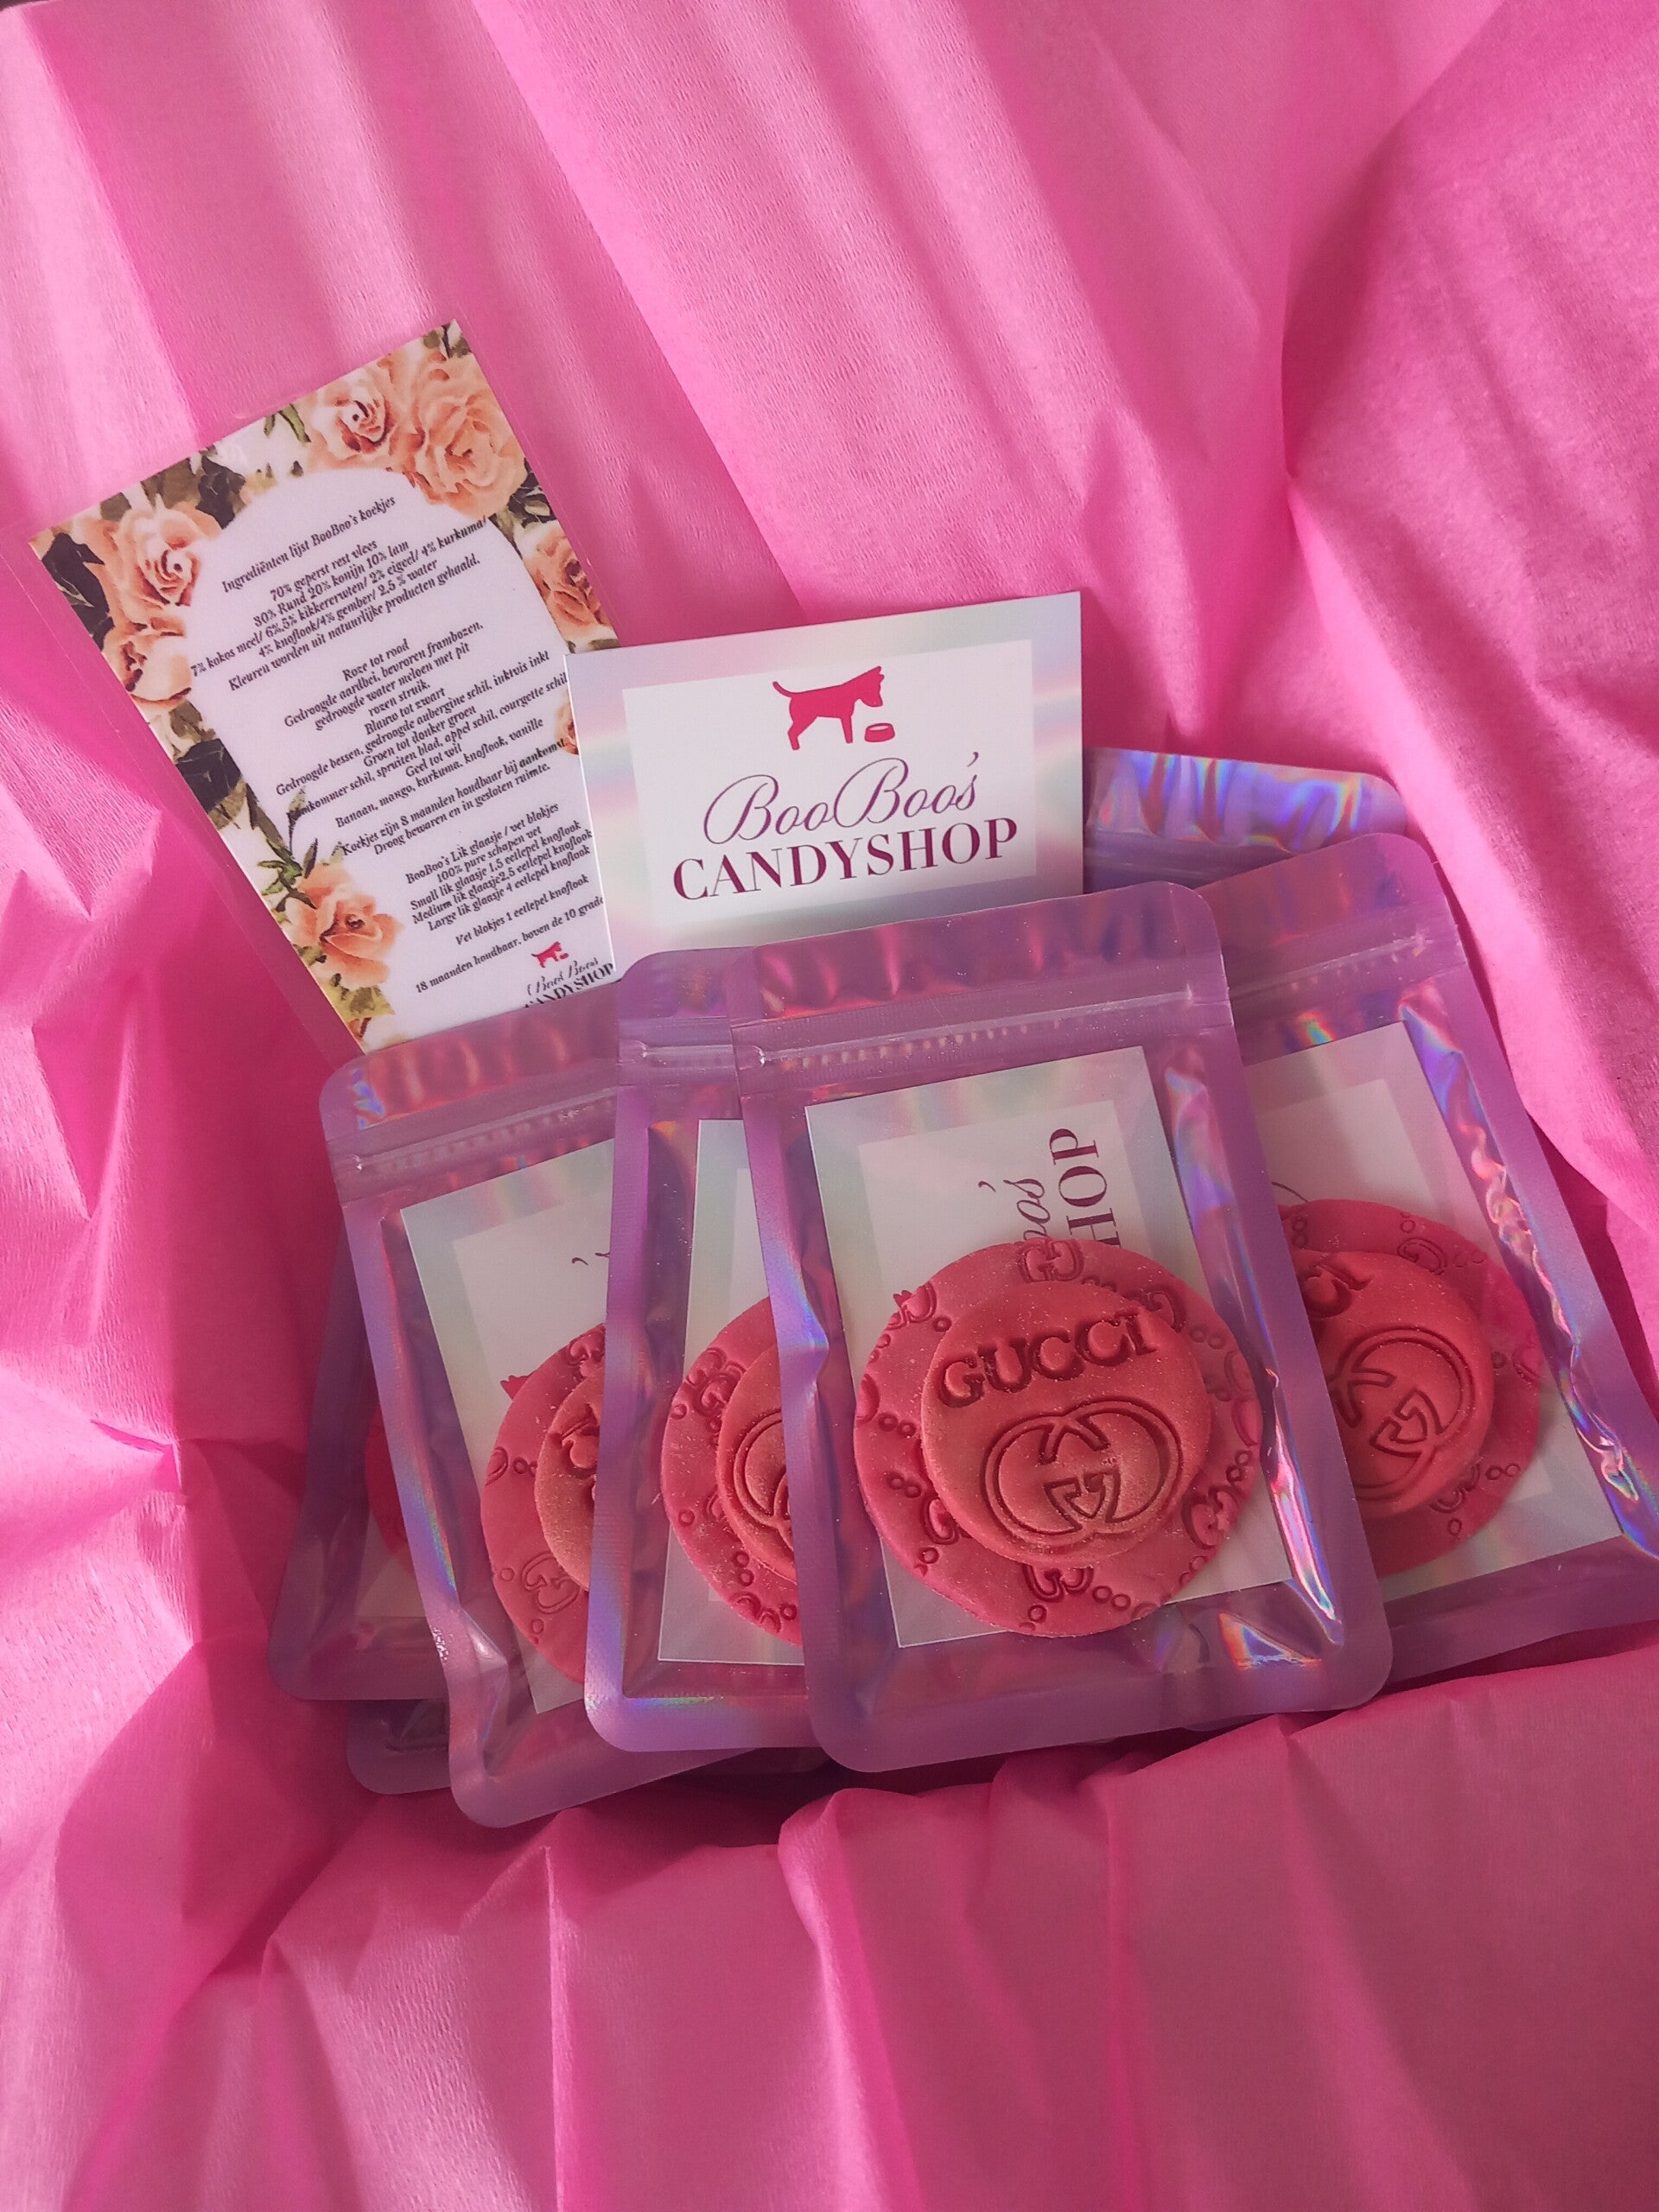 Ingrediënten lijst BooBoo's koekjes
70% geperst rest vlees
30% Rund 20% konijn 10% lam
7% kokos meel/ 6%,5% kikkererwten/ 2% eigeel/ 4% kurkuma/
4% knoflook/4% gember/ 2,5 % water
Kleuren worden uit natuurlijke producten gehaald.
Roze tot rood
Gedroogde aardbei, bevroren frambozen,
gedroogde water meloen met pit
rozen struik.
Blauw tot zwart
Gedroogde bessen, gedroogde aubergine schil, inktvis inkt
Groen tot donker groen
komkommer schil, spruiten blad, appel schil, courgette schil
Geel tot wit
Banaan, mango, kurkuma, knoflook, vanille
Koekjes zijn 8 maanden houdbaar bij aankomst
Droog bewaren in gesloten ruimte.
BooBoo's Lik glaasje / vet blokjes
100% pure schapen vet
Small lik glaasje 1.5 eetlepel knoflook
Medium lik glaasje2.5 eetlepel knoflook
Large lik glaasje 4 eetlepel knoflook
Vet blokjes 1 eetlepel knoflook
18 maanden houdbaar. boven de 10 grade
CANDYSHOP
BooBoo's
CANDYSHOP
oo's
HOP
GUCCI
CCI